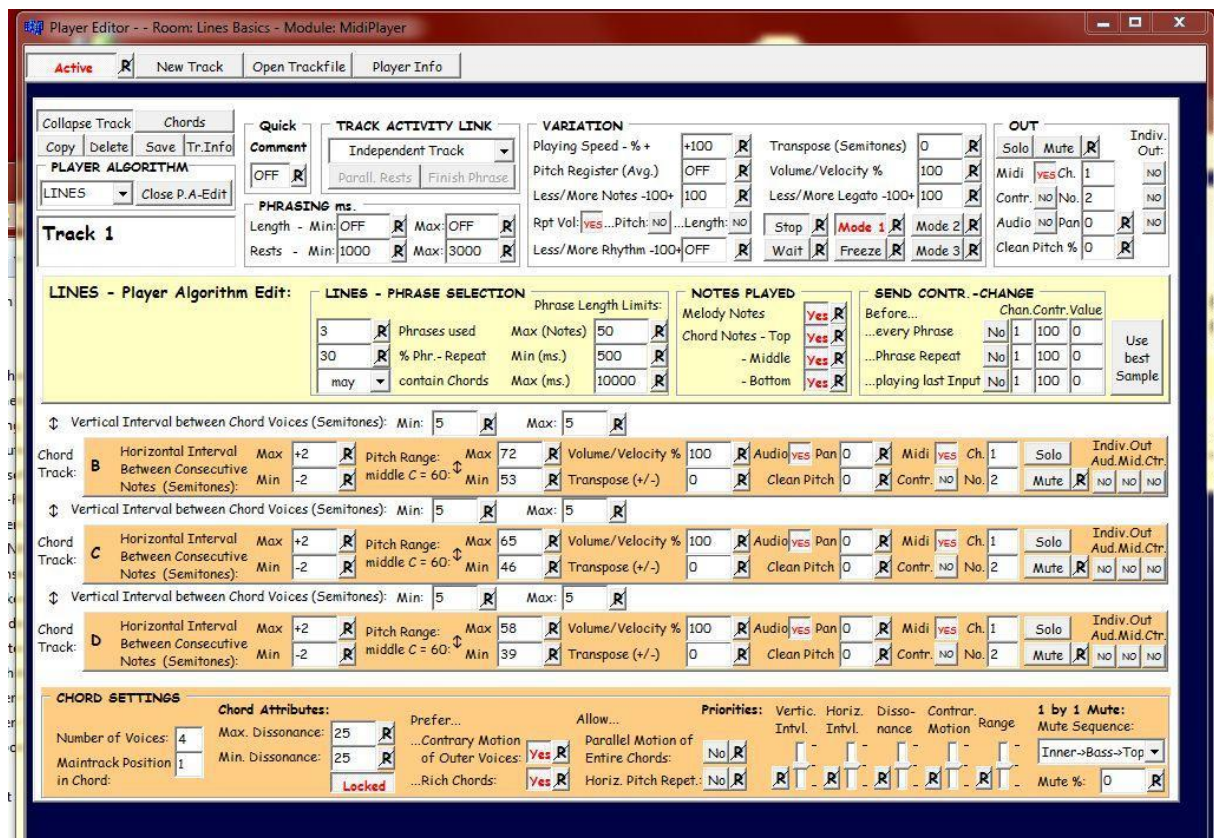 Player Editor - - Room: Lines Basics - Module: MidiPlayer
Active R New Track Open Trackfile Player Info
Collapse Track Chords
Copy Delete Save Tr.Info
PLAYER ALGORITHM
LINES Close P.A-Edit
Track 1
Quick
Comment
OFF R
TRACK ACTIVITY LINK
Independent Track
Parall. Rests Finish Phrase
PHRASING ms.
Length - Min: OFF R Max: OFF R
Rests - Min: 1000 R Max: 3000 R
VARIATION
Playing Speed - % + +100 R Transpose (Semitones) 0 R
Pitch Register (Avg.) OFF R Volume/Velocity % 100 R
Less/More Notes -100+ 100 R Less/More Legato -100+ 100 R
Rpt Vol: YES ...Pitch: NO ...Length: NO Stop R Mode 1 R Mode 2 R
Less/More Rhythm -100+ OFF R Wait R Freeze R Mode 3 R
OUT
Indiv.
Out:
Solo Mute R
Midi YES Ch. 1 NO
Contr. NO No. 2 NO
Audio NO Pan 0 R NO
Clean Pitch % 0 R
LINES - Player Algorithm Edit:
LINES - PHRASE SELECTION
Phrase Length Limits:
3 R Phrases used Max (Notes) 50 R
30 R % Phr.- Repeat Min (ms.) 500 R
may contain Chords Max (ms.) 10000 R
NOTES PLAYED
Melody Notes Yes R
Chord Notes - Top Yes R
- Middle Yes R
- Bottom Yes R
SEND CONTR.-CHANGE
Before... Chan.Contr.Value
...every Phrase No 1 100 0
...Phrase Repeat No 1 100 0
...playing last Input No 1 100 0
Use
best
Sample
↕ Vertical Interval between Chord Voices (Semitones): Min: 5 R Max: 5 R
Chord
Track: B
Horizontal Interval Max +2 R
Between Consecutive
Notes (Semitones): Min -2 R
Pitch Range: Max 72
middle C = 60: ↕ Min 53 R
Volume/Velocity % 100 R Audio YES Pan 0 R Midi YES Ch. 1 Solo
Transpose (+/-) 0 R Clean Pitch 0 R Contr. NO No. 2 Mute R
Indiv.Out
Aud.Mid.Ctr.
NO NO NO
↕ Vertical Interval between Chord Voices (Semitones): Min: 5 R Max: 5 R
Chord
Track: C
Horizontal Interval Max +2 R
Between Consecutive
Notes (Semitones): Min -2 R
Pitch Range: Max 65
middle C = 60: ↕ Min 46 R
Volume/Velocity % 100 R Audio YES Pan 0 R Midi YES Ch. 1 Solo
Transpose (+/-) 0 R Clean Pitch 0 R Contr. NO No. 2 Mute R
Indiv.Out
Aud.Mid.Ctr.
NO NO NO
↕ Vertical Interval between Chord Voices (Semitones): Min: 5 R Max: 5 R
Chord
Track: D
Horizontal Interval Max +2 R
Between Consecutive
Notes (Semitones): Min -2 R
Pitch Range: Max 58
middle C = 60: ↕ Min 39 R
Volume/Velocity % 100 R Audio YES Pan 0 R Midi YES Ch. 1 Solo
Transpose (+/-) 0 R Clean Pitch 0 R Contr. NO No. 2 Mute R
Indiv.Out
Aud.Mid.Ctr.
NO NO NO
CHORD SETTINGS
Number of Voices: 4
Maintrack Position 1
in Chord:
Chord Attributes:
Max. Dissonance: 25 R
Min. Dissonance: 25 R
Locked
Prefer...
...Contrary Motion
of Outer Voices: Yes R
...Rich Chords: Yes R
Allow...
Parallel Motion of
Entire Chords: No R
Horiz. Pitch Repet.: No R
Priorities: Vertic. Intvl. Horiz. Intvl. Disso- nance Contrar. Motion Range
R R R R R
1 by 1 Mute:
Mute Sequence:
Inner->Bass->Top
Mute %: 0 R